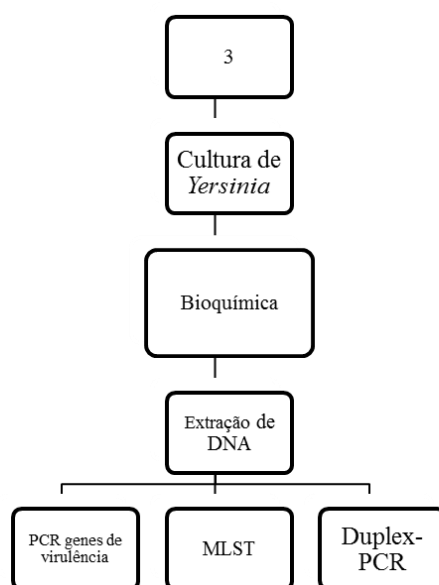 3
Cultura de
Yersinia
Bioquímica
Extração de
DNA
PCR genes de
virulência
MLST
Duplex-
PCR